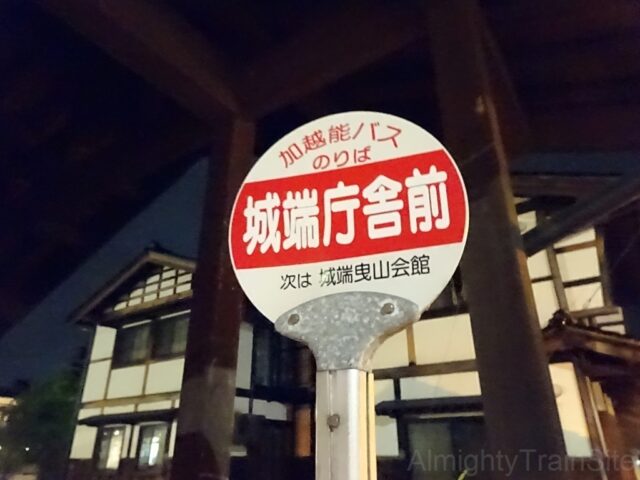 加越能バス
のりば
城端庁舎前
次は 城端曳山会館
AlmightyTrainSite